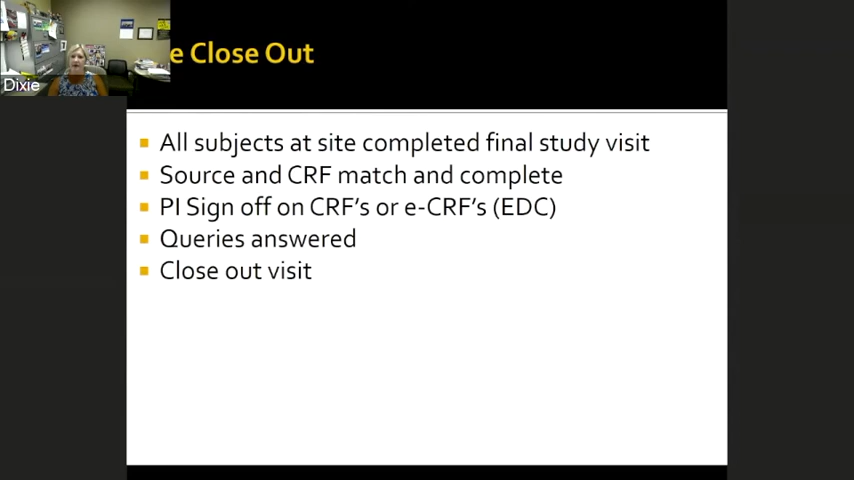 e Close Out
Dixie
All subjects at site completed final study visit
Source and CRF match and complete
PI Sign off on CRF's or e-CRF's (EDC)
Queries answered
Close out visit